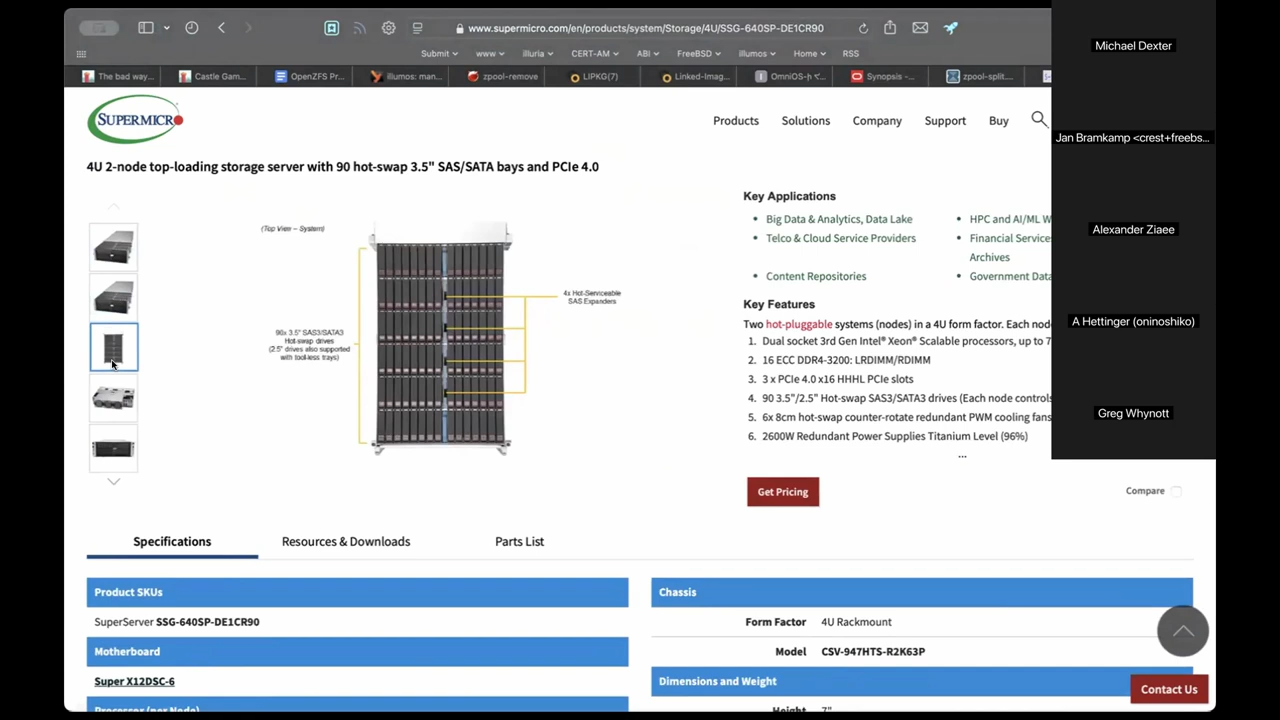 www.supermicro.com/en/products/system/Storage/4U/SSG-640SP-DE1CR90
Submit www illuria CERT-AM ABI FreeBSD illumos Home RSS
The bad way... Castle Gam... OpenZFS Pr... illumos: man... zpool-remove LIPKG(7) Linked-Imag... Synopsis -... zpool-split....
Michael Dexter
Jan Bramkamp <crest+freebs...
Alexander Ziaee
A Hettinger (oninoshiko)
Greg Whynott
SUPERMICRO
Products Solutions Company Support Buy
4U 2-node top-loading storage server with 90 hot-swap 3.5" SAS/SATA bays and PCIe 4.0
(Top View – System)
90x 3.5" SAS3/SATA3
Hot-swap drives
(2.5" drives also supported
with tool-less trays)
4x Hot-Serviceable
SAS Expanders
Key Applications
• Big Data & Analytics, Data Lake
• Telco & Cloud Service Providers
• Content Repositories
• HPC and AI/ML W
• Financial Service
Archives
• Government Data
Key Features
Two hot-pluggable systems (nodes) in a 4U form factor. Each node
1. Dual socket 3rd Gen Intel® Xeon® Scalable processors, up to 7
2. 16 ECC DDR4-3200: LRDIMM/RDIMM
3. 3 x PCIe 4.0 x16 HHHL PCIe slots
4. 90 3.5"/2.5" Hot-swap SAS3/SATA3 drives (Each node controls
5. 6x 8cm hot-swap counter-rotate redundant PWM cooling fans
6. 2600W Redundant Power Supplies Titanium Level (96%)
...
Get Pricing
Compare
Specifications Resources & Downloads Parts List
Product SKUs
SuperServer SSG-640SP-DE1CR90
Motherboard
Super X12DSC-6
Processor (per Node)
Chassis
Form Factor 4U Rackmount
Model CSV-947HTS-R2K63P
Dimensions and Weight
Height 7"
Contact Us